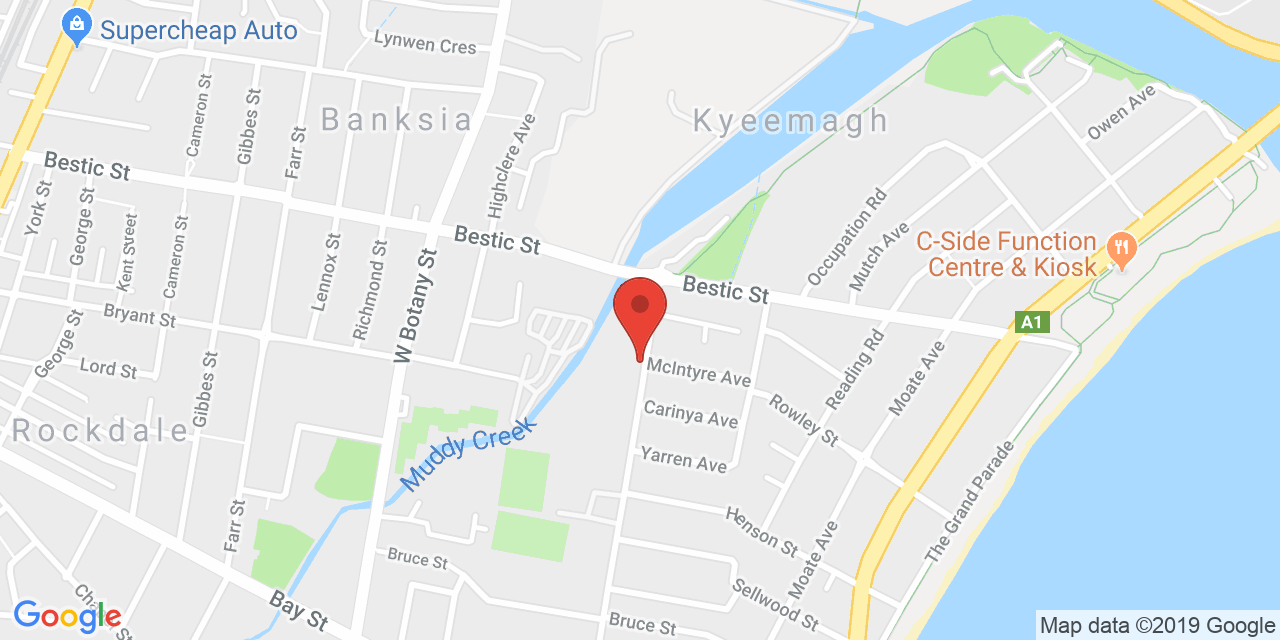 Supercheap Auto
Lynwen Cres
Banksia
Kyeemagh
Owen Ave
Cameron St
Gibbes St
Farr St
Highclere Ave
Bestic St
York St
George St
Kent Street
Cameron St
Bestic St
Occupation Rd
Mutch Ave
C-Side Function
Centre & Kiosk
Lennox St
Richmond St
W Botany St
Bestic St
A1
Bryant St
George St
Lord St
Gibbes St
McIntyre Ave
Reading Rd
Moate Ave
Carinya Ave
Rowley St
Rockdale
Muddy Creek
Yarren Ave
The Grand Parade
Farr St
Henson St
Moate Ave
Bruce St
Sellwood St
Bay St
Bruce St
Google
Map data ©2019 Google